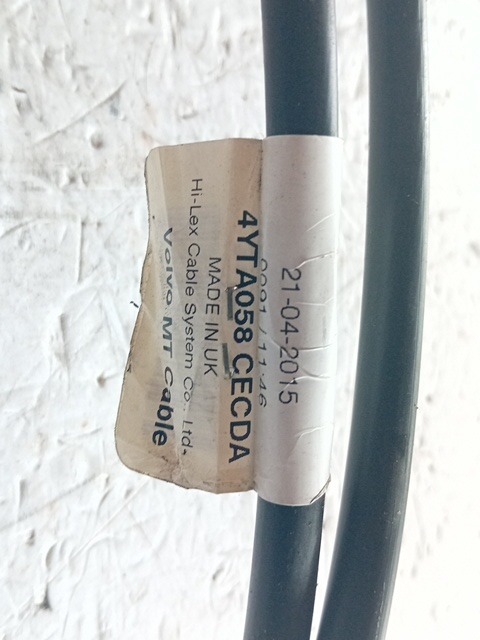 21-04-2015
4YTA058 CECDA
MADE IN UK
Hi-Lex Cable System Co., Ltd.
Volvo MT Cable